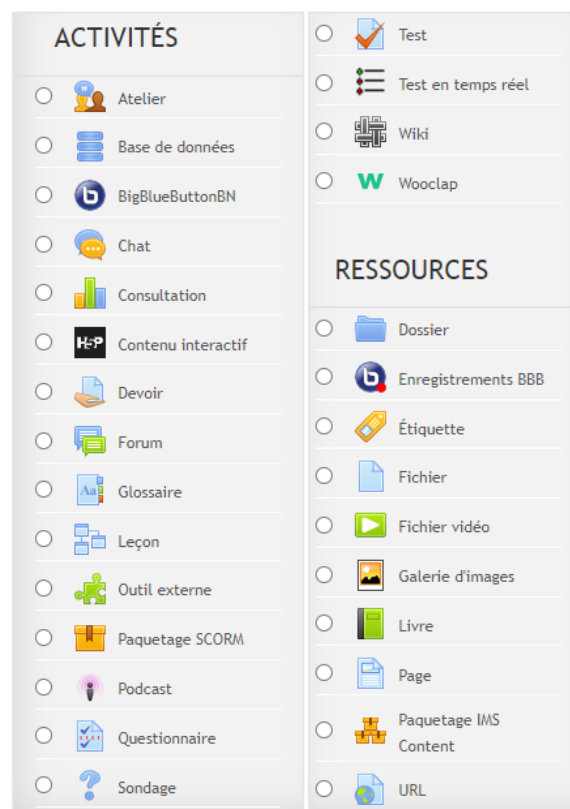 ACTIVITÉS
Atelier
Base de données
BigBlueButtonBN
Chat
Consultation
H-P
Contenu interactif
Devoir
Forum
Aa
Glossaire
Leçon
Outil externe
Paquetage SCORM
Podcast
Questionnaire
Sondage
Test
Test en temps réel
Wiki
W
Wooclap
RESSOURCES
Dossier
Enregistrements BBB
Étiquette
Fichier
Fichier vidéo
Galerie d'images
Livre
Page
Paquetage IMS
Content
URL